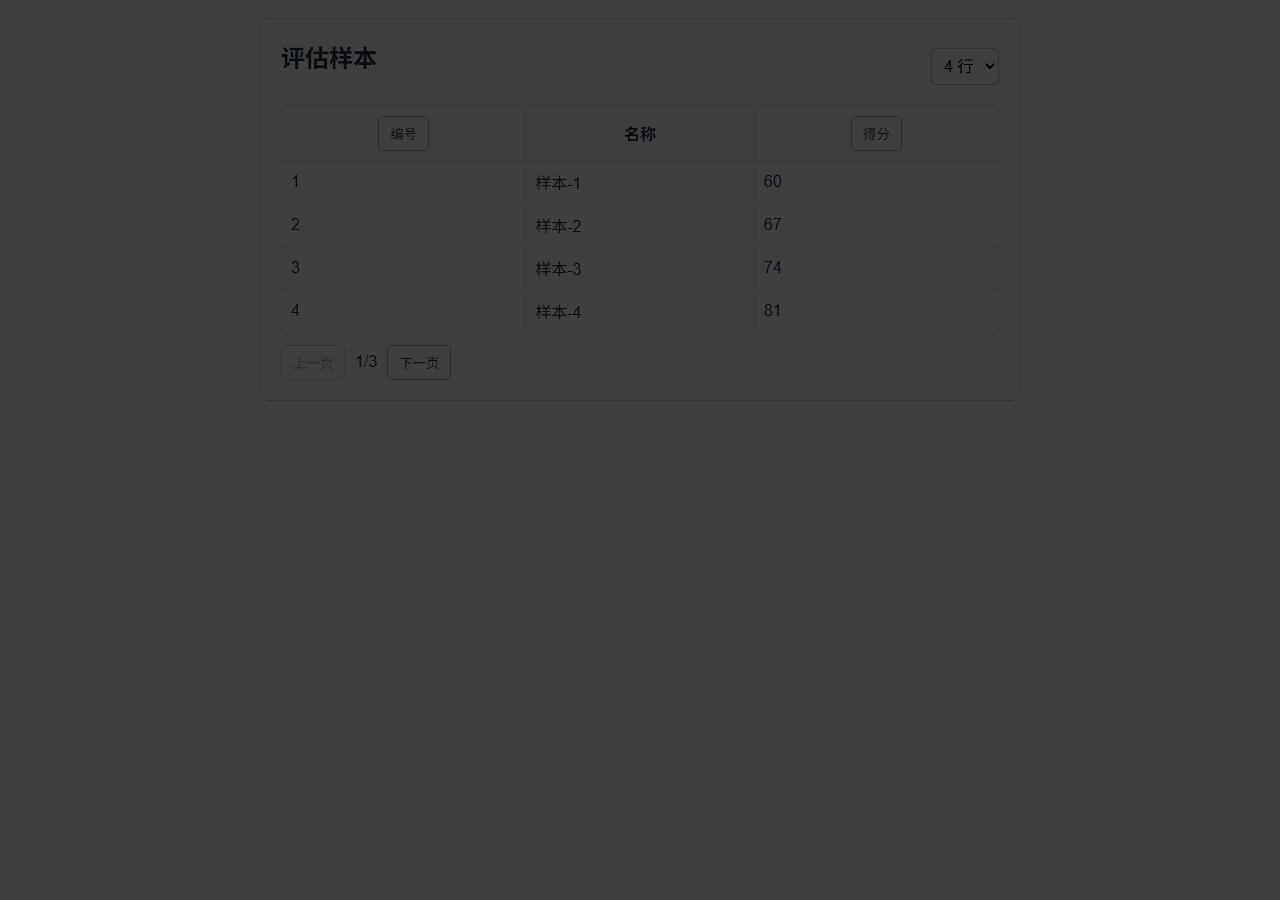 评估样本
4 行
编号 名称 得分
1 样本-1 60
2 样本-2 67
3 样本-3 74
4 样本-4 81
上一页 1/3 下一页